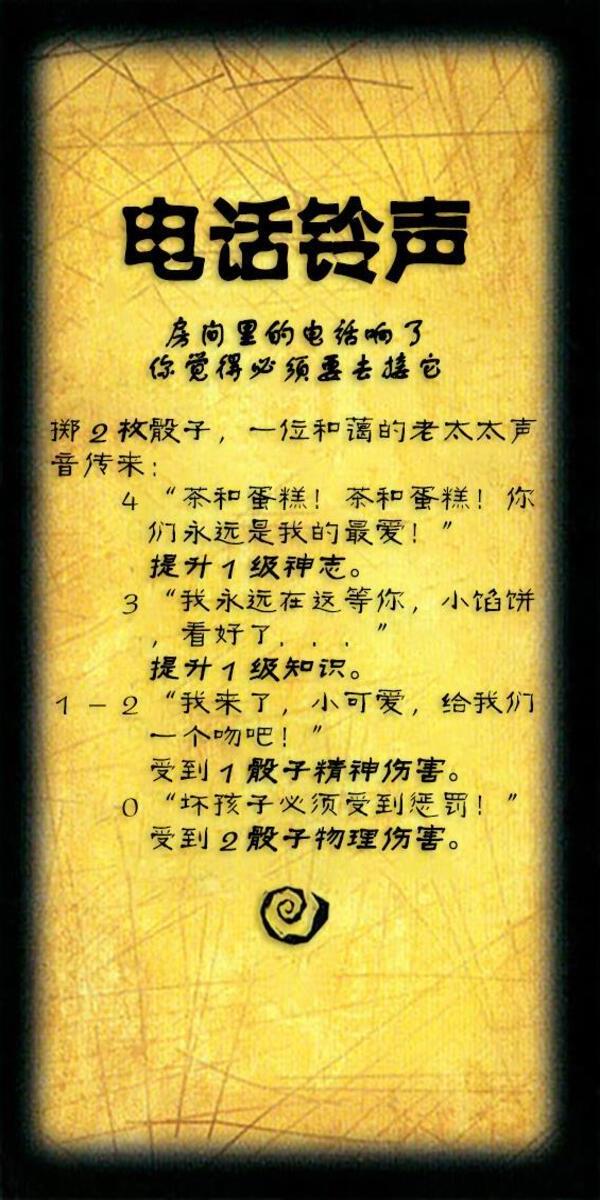 电话铃声
房间里的电话响了
你觉得必须要去接它
掷2枚骰子，一位和蔼的老太太声
音传来：
4 “茶和蛋糕！茶和蛋糕！你
们永远是我的最爱！”
提升1级神志。
3 “我永远在这等你，小馅饼
，看好了．．．”
提升1级知识。
1－2 “我来了，小可爱，给我们
一个吻吧！”
受到1骰子精神伤害。
0 “坏孩子必须受到惩罚！”
受到2骰子物理伤害。